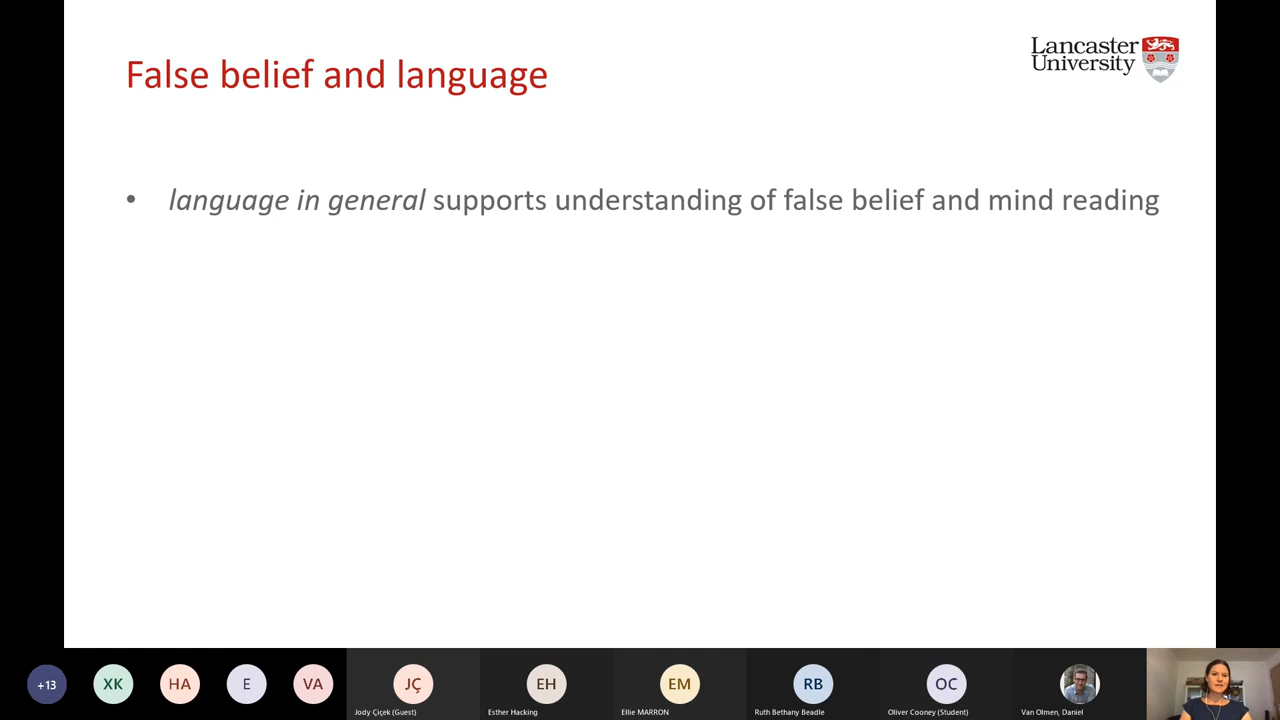 Lancaster
University
False belief and language
• language in general supports understanding of false belief and mind reading
+13
XK
HA
E
VA
JÇ
EH
EM
RB
OC
Jody Çiçek (Guest)
Esther Hacking
Ellie MARRON
Ruth Bethany Beadle
Oliver Cooney (Student)
Van Olmen, Daniel